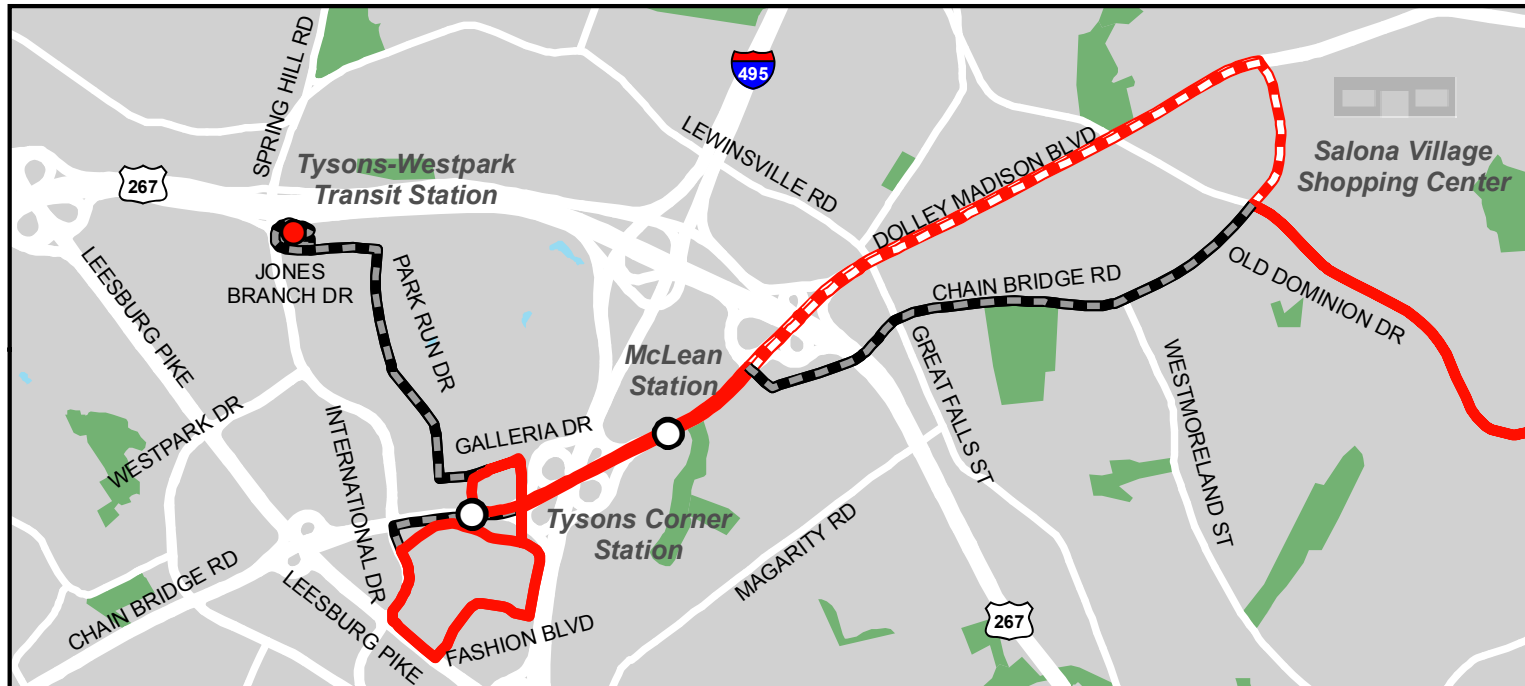 SPRING HILL RD
495
LEWINSVILLE RD
DOLLEY MADISON BLVD
Salona Village
Shopping Center
Tysons-Westpark
Transit Station
267
JONES
BRANCH DR
PARK RUN DR
LEESBURG PIKE
CHAIN BRIDGE RD
OLD DOMINION DR
McLean
Station
GREAT FALLS ST
WESTMORELAND ST
WESTPARK DR
INTERNATIONAL DR
GALLERIA DR
Tysons Corner
Station
MAGARITY RD
CHAIN BRIDGE RD
LEESBURG PIKE
FASHION BLVD
267